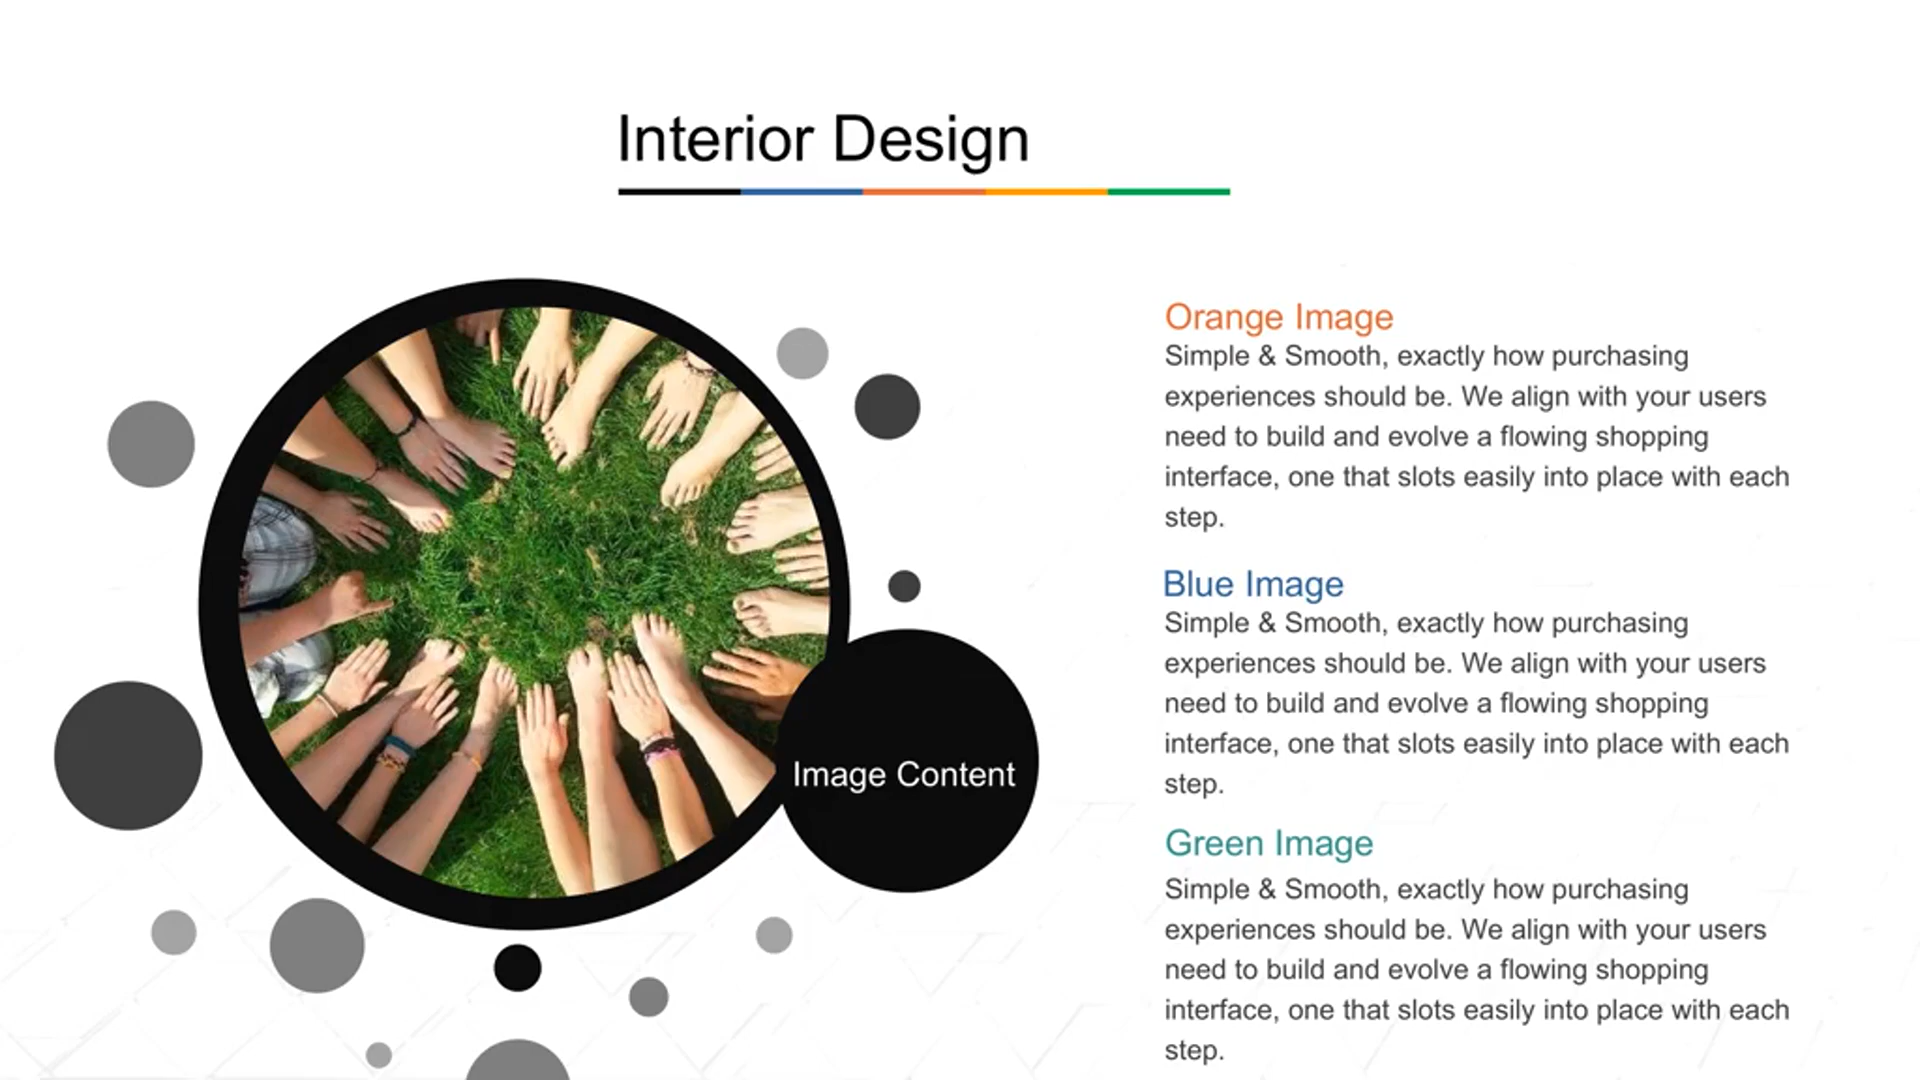 Interior Design
Orange Image
Simple & Smooth, exactly how purchasing
experiences should be. We align with your users
need to build and evolve a flowing shopping
interface, one that slots easily into place with each
step.
Blue Image
Simple & Smooth, exactly how purchasing
experiences should be. We align with your users
need to build and evolve a flowing shopping
interface, one that slots easily into place with each
step.
Image Content
Green Image
Simple & Smooth, exactly how purchasing
experiences should be. We align with your users
need to build and evolve a flowing shopping
interface, one that slots easily into place with each
step.